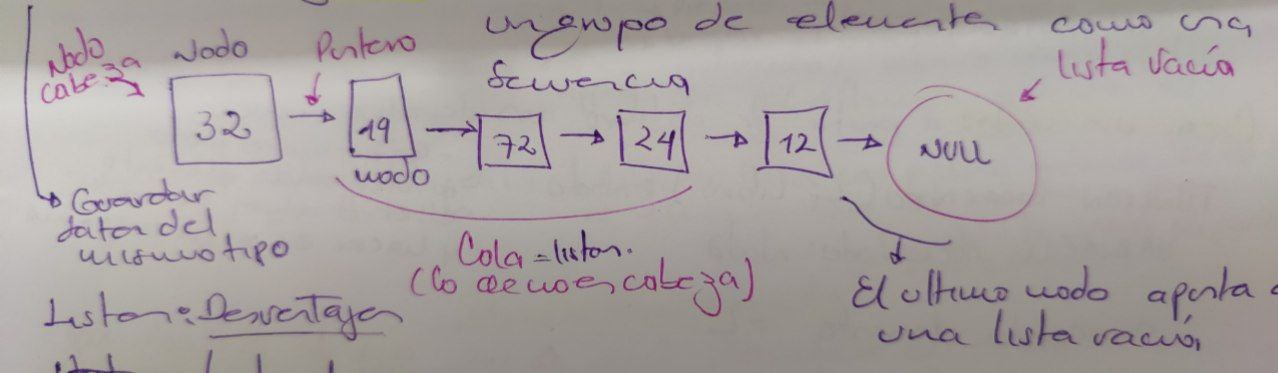 un grupo de elementos como una
secuencia
lista vacía
Nodo
cabeza
Nodo
Puntero
32
19
72
24
12
NULL
nodo
Guardar
datos del
mismo tipo
Cola = listas.
(lo que no es cabeza)
El ultimo nodo apunta a
una lista vacía
Listas: Desventajas